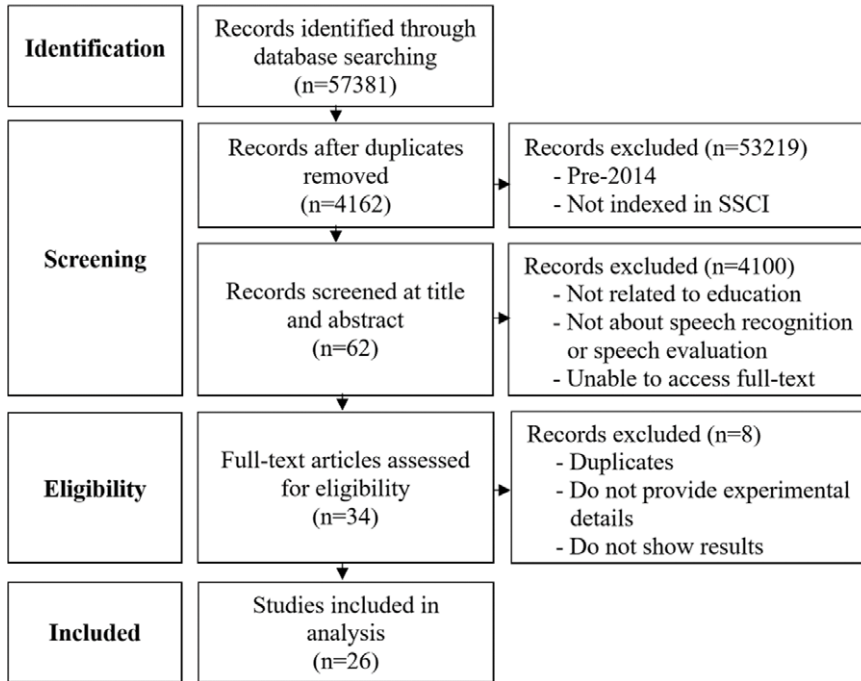 Identification
Records identified through
database searching
(n=57381)
Screening
Records after duplicates
removed
(n=4162)
Records excluded (n=53219)
- Pre-2014
- Not indexed in SSCI
Records screened at title
and abstract
(n=62)
Records excluded (n=4100)
- Not related to education
- Not about speech recognition
or speech evaluation
- Unable to access full-text
Eligibility
Full-text articles assessed
for eligibility
(n=34)
Records excluded (n=8)
- Duplicates
- Do not provide experimental
details
- Do not show results
Included
Studies included in
analysis
(n=26)